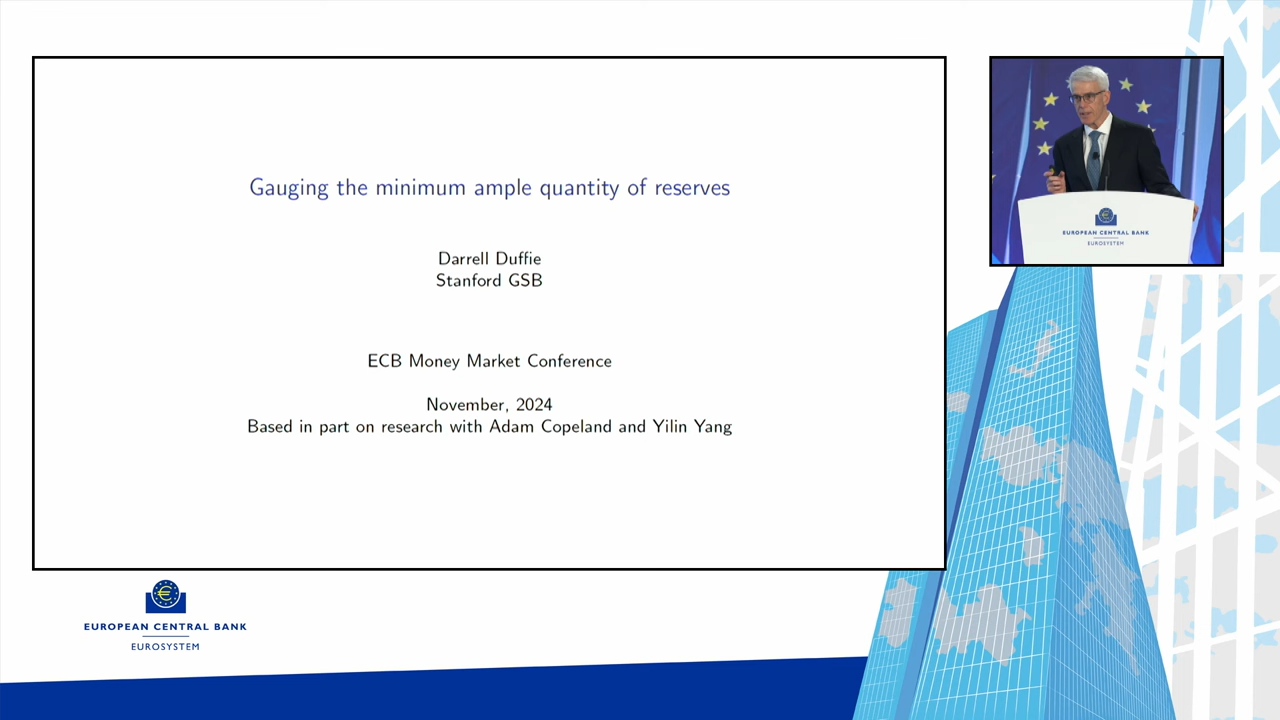 Gauging the minimum ample quantity of reserves
Darrell Duffie
Stanford GSB
ECB Money Market Conference
November, 2024
Based in part on research with Adam Copeland and Yilin Yang
EUROPEAN CENTRAL BANK
EUROSYSTEM
EUROPEAN CENTRAL BANK
EUROSYSTEM